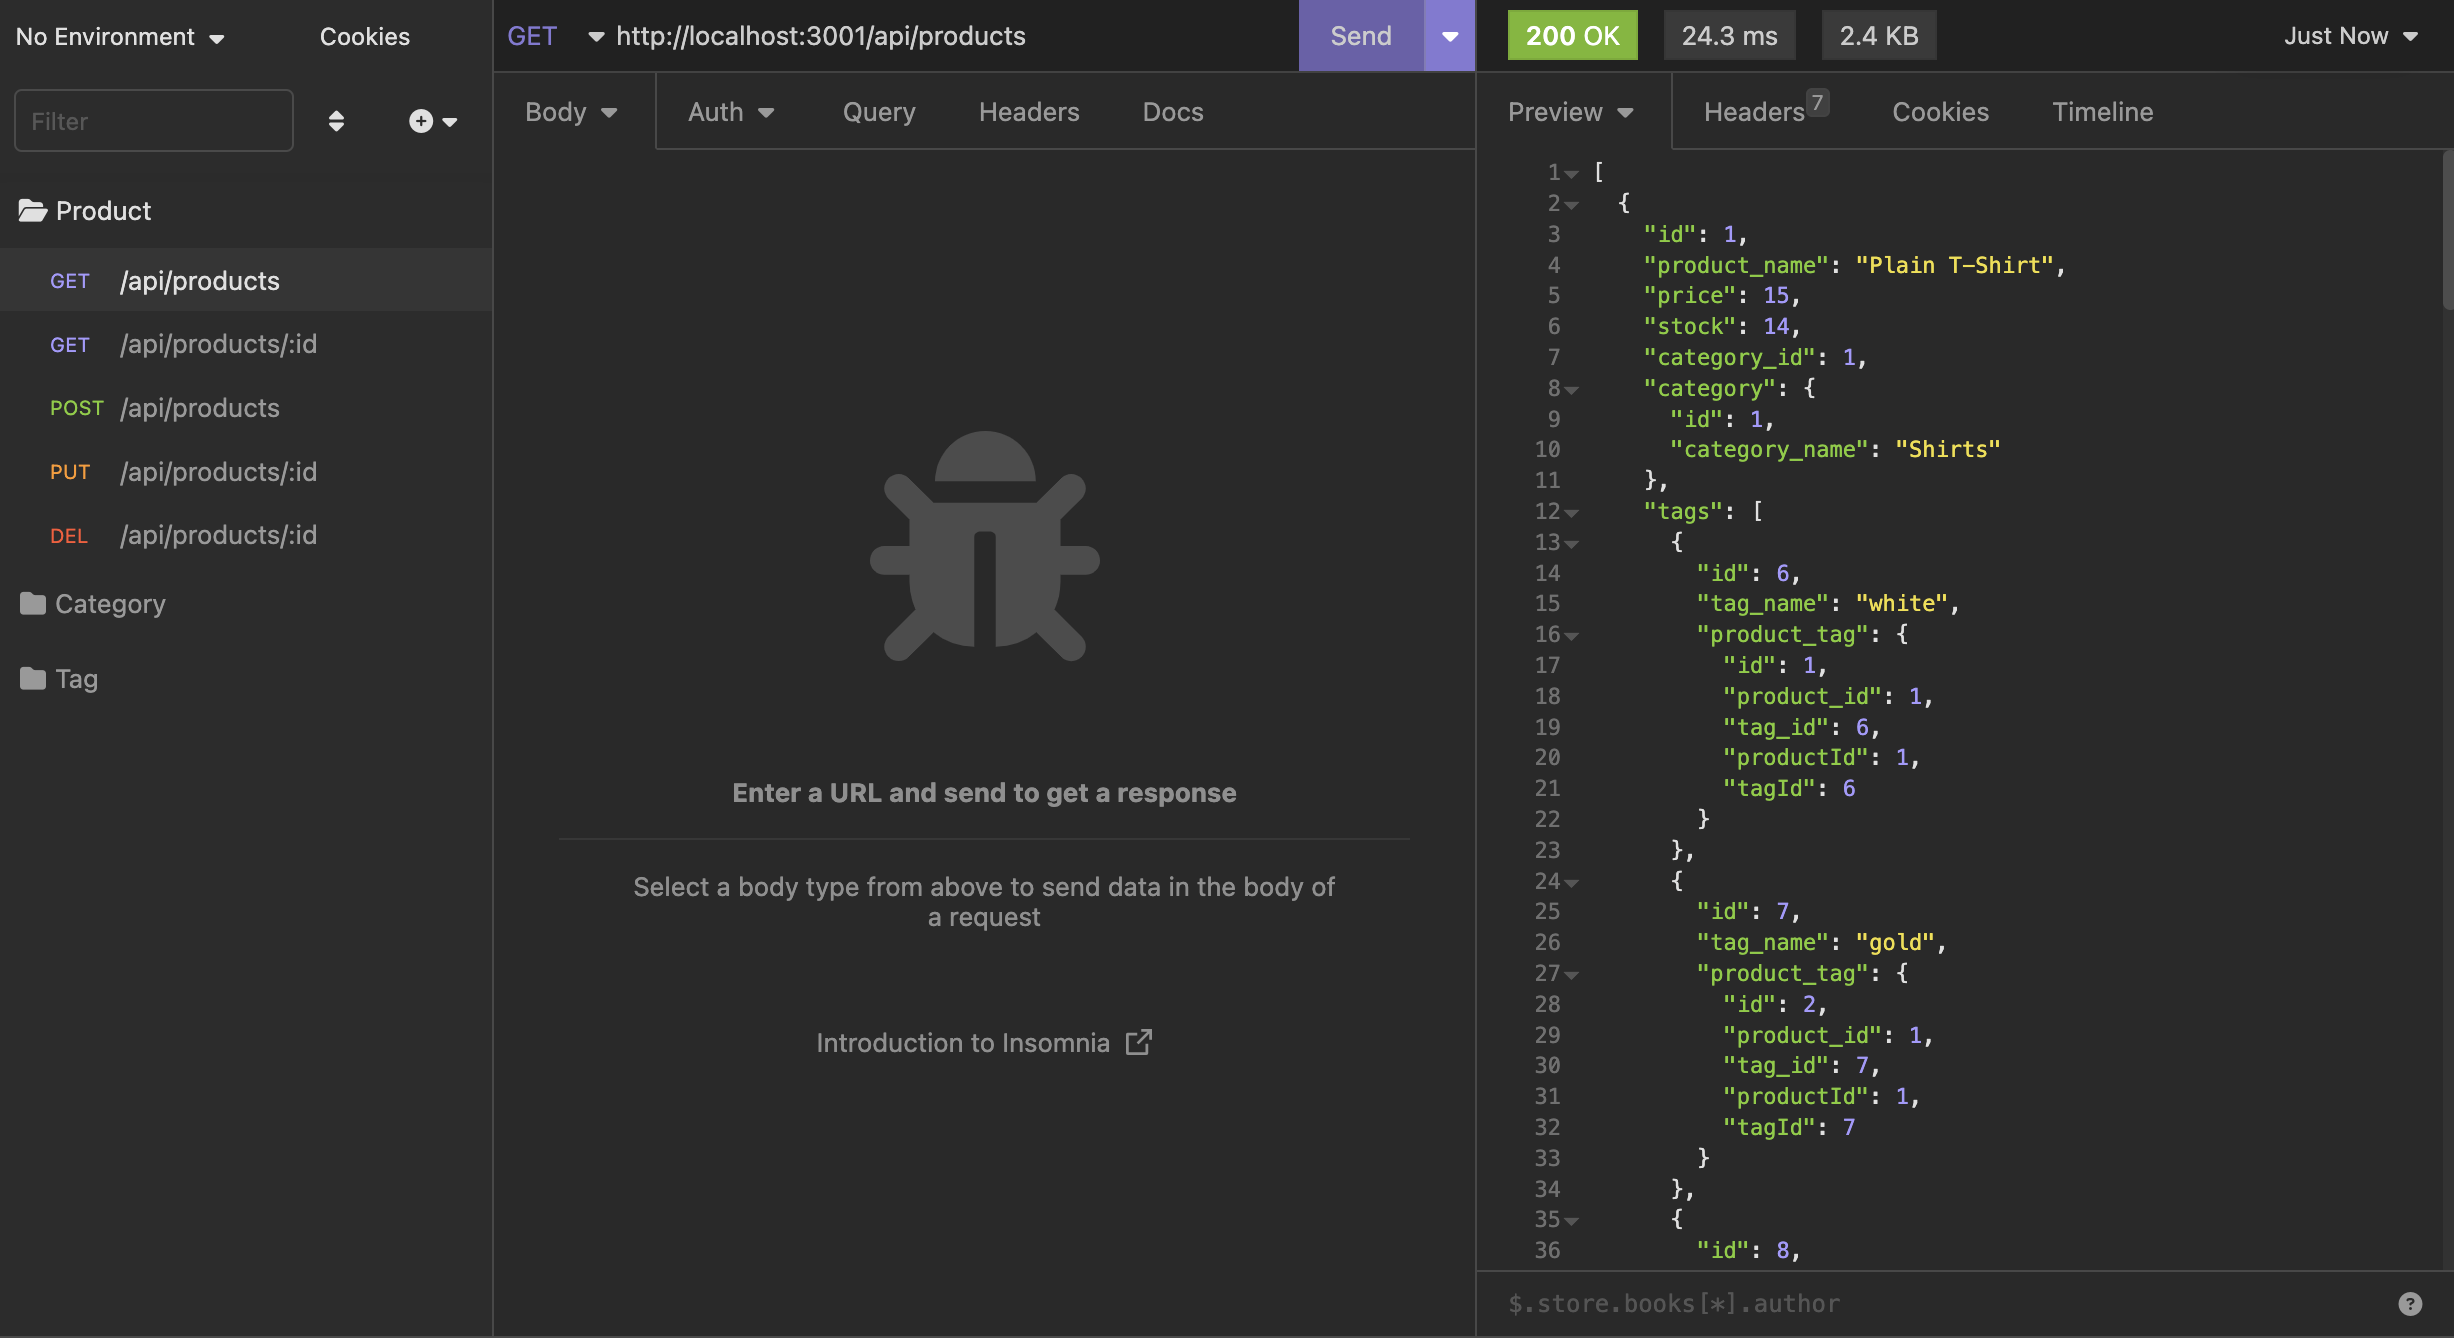 No Environment
Cookies
Filter
Product
GET /api/products
GET /api/products/:id
POST /api/products
PUT /api/products/:id
DEL /api/products/:id
Category
Tag
GET http://localhost:3001/api/products
Send
Body Auth Query Headers Docs
Enter a URL and send to get a response
Select a body type from above to send data in the body of
a request
Introduction to Insomnia
200 OK 24.3 ms 2.4 KB Just Now
Preview Headers 7 Cookies Timeline
1 [
2 {
3 "id": 1,
4 "product_name": "Plain T-Shirt",
5 "price": 15,
6 "stock": 14,
7 "category_id": 1,
8 "category": {
9 "id": 1,
10 "category_name": "Shirts"
11 },
12 "tags": [
13 {
14 "id": 6,
15 "tag_name": "white",
16 "product_tag": {
17 "id": 1,
18 "product_id": 1,
19 "tag_id": 6,
20 "productId": 1,
21 "tagId": 6
22 }
23 },
24 {
25 "id": 7,
26 "tag_name": "gold",
27 "product_tag": {
28 "id": 2,
29 "product_id": 1,
30 "tag_id": 7,
31 "productId": 1,
32 "tagId": 7
33 }
34 },
35 {
36 "id": 8,
$.store.books[*].author
?